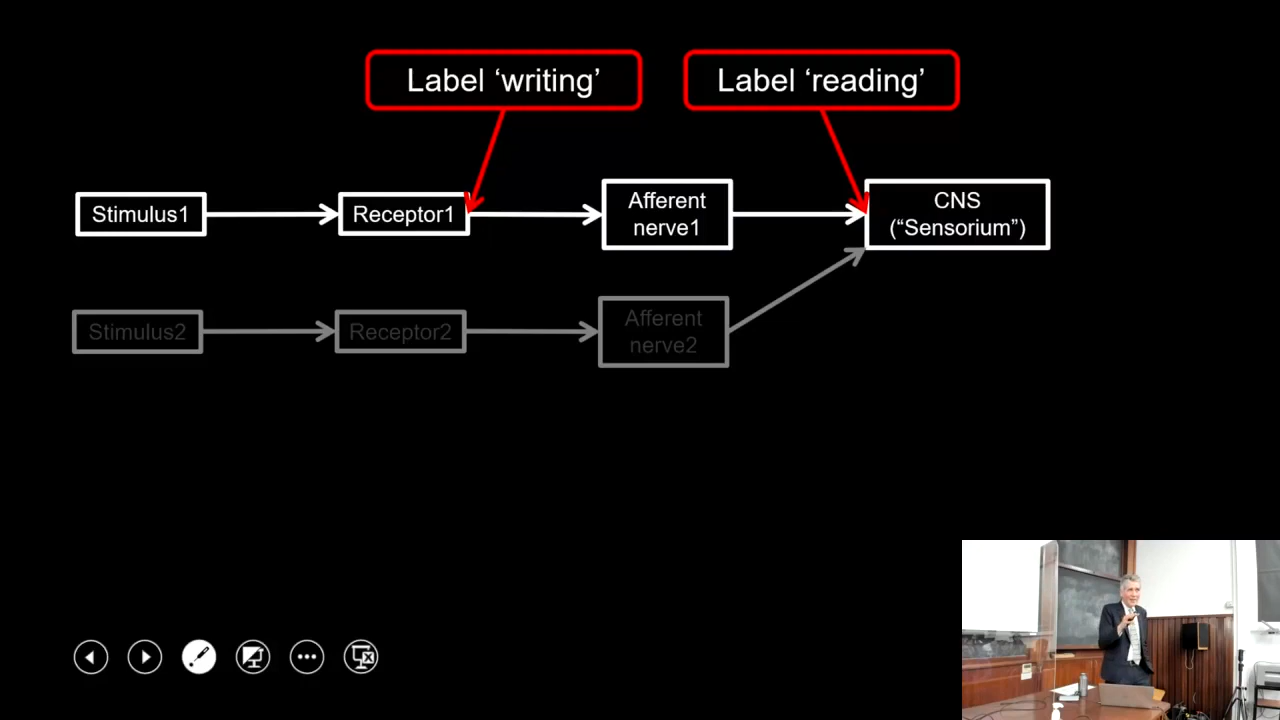 Label ‘writing’
Label ‘reading’
Stimulus1
Receptor1
Afferent
nerve1
CNS
(“Sensorium”)
Stimulus2
Receptor2
Afferent
nerve2